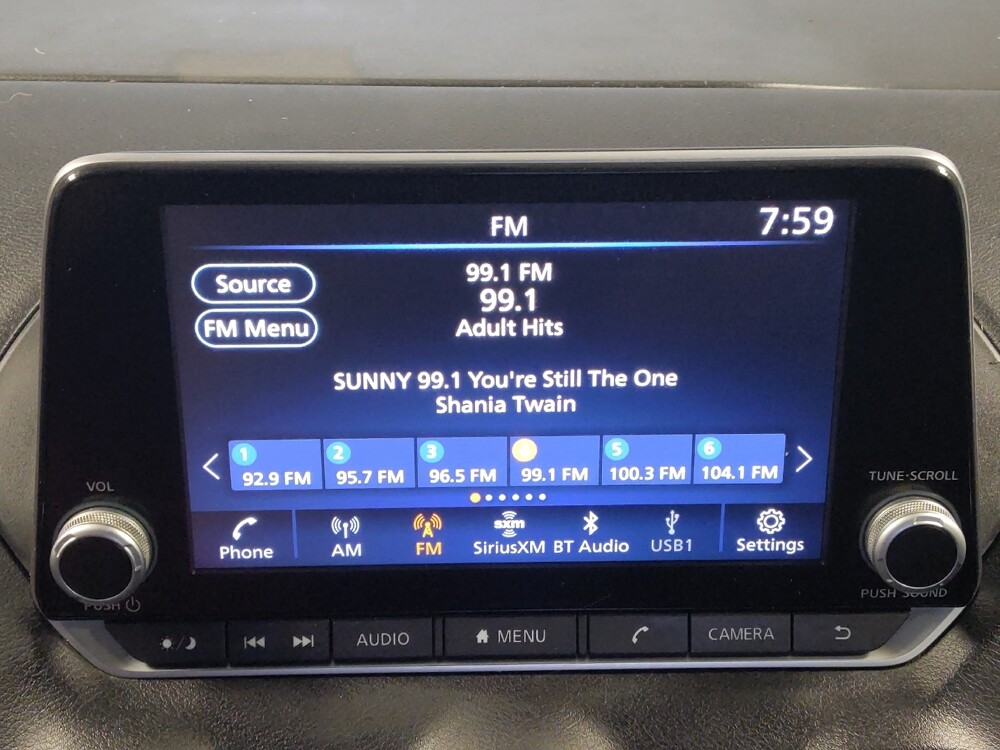 FM
7:59
Source
99.1 FM
99.1
FM Menu
Adult Hits
SUNNY 99.1 You're Still The One
Shania Twain
1
2
3
5
6
92.9 FM
95.7 FM
96.5 FM
99.1 FM
100.3 FM
104.1 FM
VOL
TUNE·SCROLL
Phone
AM
FM
sxm
SiriusXM
BT Audio
USB1
Settings
PUSH
PUSH SOUND
AUDIO
MENU
CAMERA